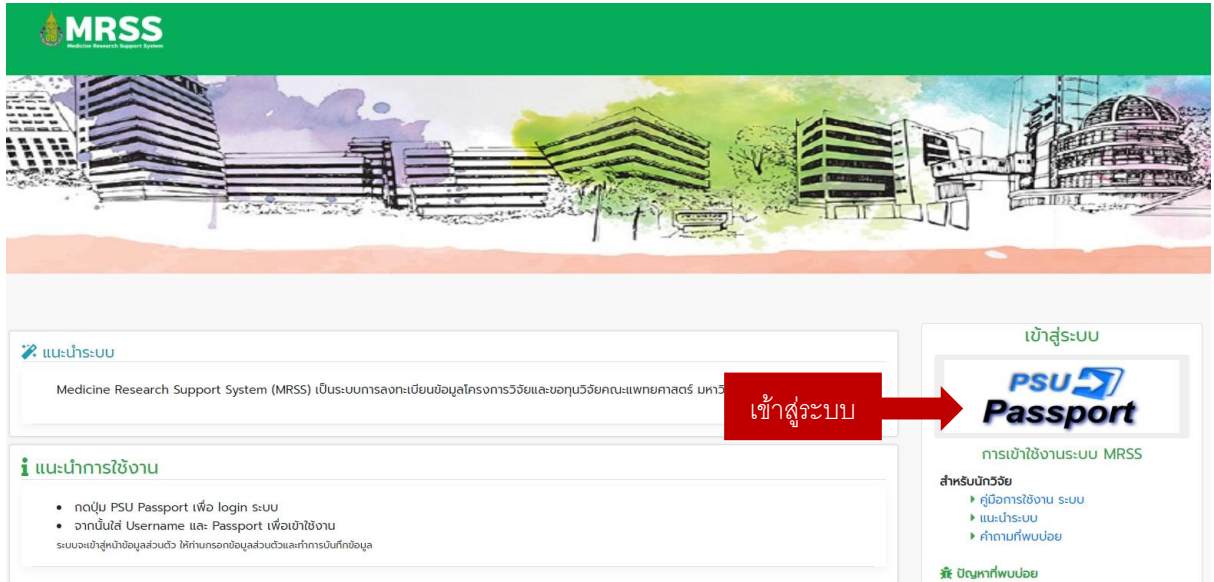 MRSS
Medicine Research Support System
แนะนำระบบ
Medicine Research Support System (MRSS) เป็นระบบการลงทะเบียนข้อมูลโครงการวิจัยและขอทุนวิจัยคณะแพทยศาสตร์
แนะนำการใช้งาน
กดปุ่ม PSU Passport เพื่อ login ระบบ
จากนั้นใส่ Username และ Passport เพื่อเข้าใช้งาน
ระบบจะเข้าสู่หน้าข้อมูลส่วนตัว ให้ท่านกรอกข้อมูลส่วนตัวและทำการบันทึกข้อมูล
เข้าสู่ระบบ
เข้าสู่ระบบ
PSU
Passport
การเข้าใช้งานระบบ MRSS
สำหรับนักวิจัย
คู่มือการใช้งาน ระบบ
แนะนำระบบ
คำถามที่พบบ่อย
ปัญหาที่พบบ่อย